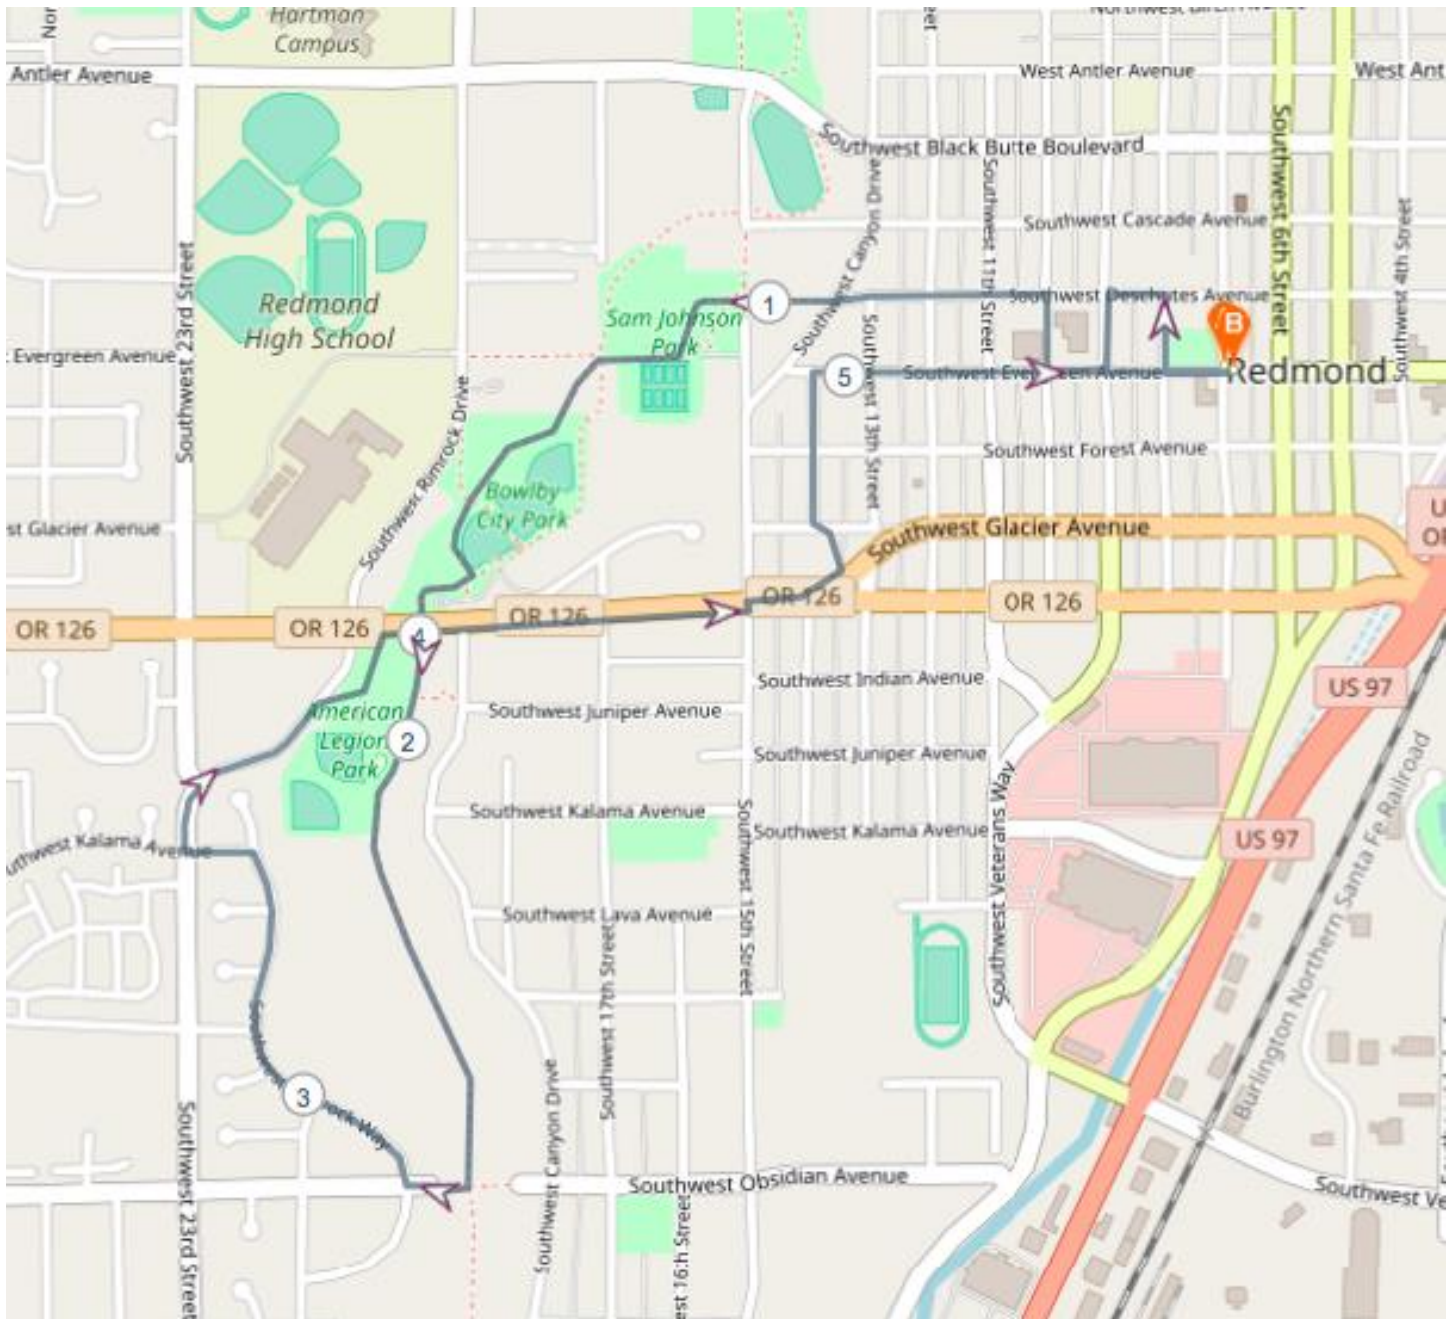 Hartman
Campus
Antler Avenue
West Antler Avenue
West Ant
Southwest Black Butte Boulevard
Southwest 6th Street
Southwest Canyon Drive
Southwest 11th Street
Southwest Cascade Avenue
Southwest 4th Street
Southwest 23rd Street
Redmond
High School
Sam Johnson
Park
1
Southwest Deschutes Avenue
B
Evergreen Avenue
5
Southwest Evergreen Avenue
Redmond
Southwest 13th Street
Southwest Rimrock Drive
Southwest Forest Avenue
Bowlby
City Park
st Glacier Avenue
Southwest Glacier Avenue
OR 126
OR 126
OR 126
OR 126
OR 126
4
Southwest Indian Avenue
US 97
American
Legion
Park
2
Southwest Juniper Avenue
Southwest Juniper Avenue
Southwest Kalama Avenue
Southwest Kalama Avenue
uthwest Kalama Avenue
US 97
Southwest Veterans Way
Southwest 15th Street
Southwest Lava Avenue
Southwest 17th Street
Burlington Northern Santa Fe Railroad
3
Southwest Canyon Drive
Southwest 23rd Street
Southwest Obsidian Avenue
Southwest Ve
est 16th Street